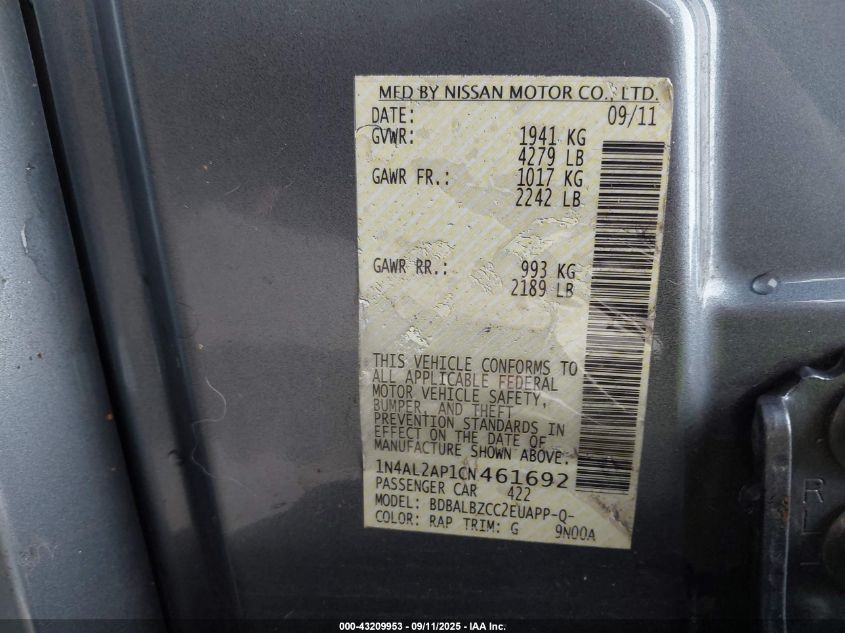 MFD BY NISSAN MOTOR CO., LTD.
DATE: 09/11
GVWR: 1941 KG
4279 LB
GAWR FR.: 1017 KG
2242 LB
GAWR RR.: 993 KG
2189 LB
THIS VEHICLE CONFORMS TO
ALL APPLICABLE FEDERAL
MOTOR VEHICLE SAFETY,
BUMPER, AND THEFT
PREVENTION STANDARDS IN
EFFECT ON THE DATE OF
MANUFACTURE SHOWN ABOVE.
1N4AL2AP1CN461692
PASSENGER CAR 422
MODEL: BDBALBZCC2EUAPP-Q-
COLOR: RAP TRIM: G 9N00A
R
L
000-43209953 - 09/11/2025 - IAA Inc.